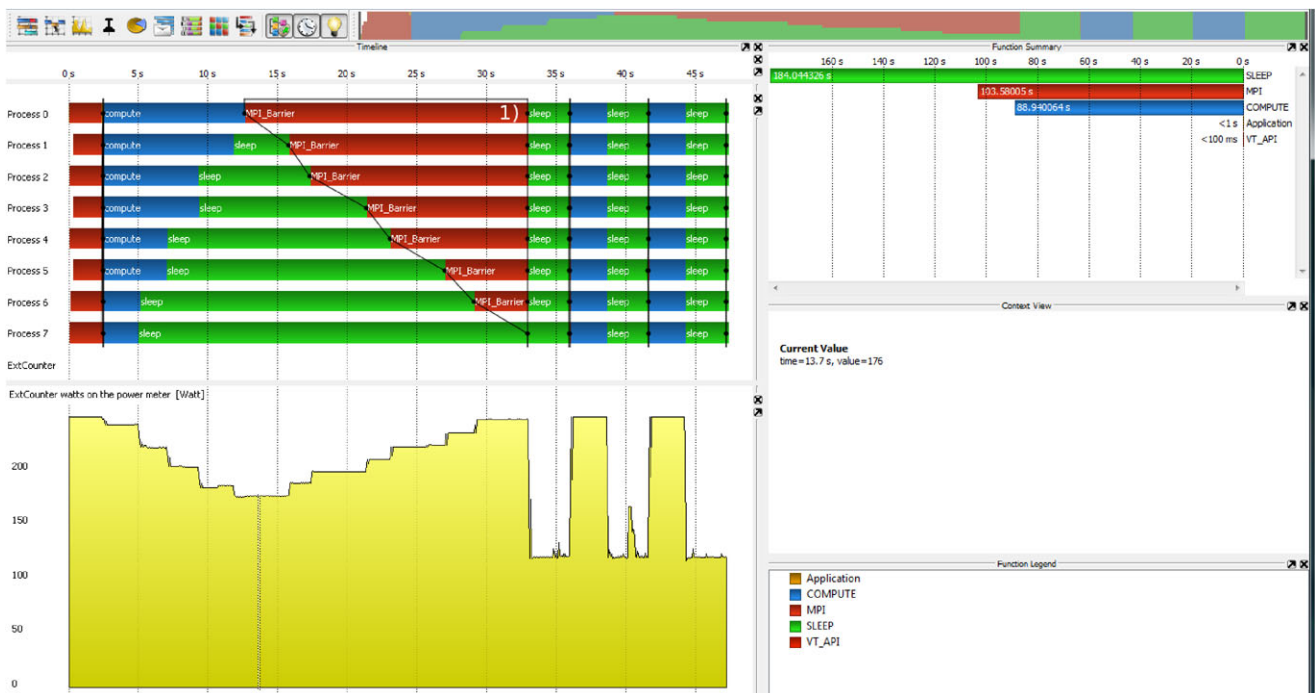 Timeline
0 s 5 s 10 s 15 s 20 s 25 s 30 s 35 s 40 s 45 s
Process 0 compute MPI_Barrier 1) sleep sleep sleep
Process 1 compute sleep MPI_Barrier sleep sleep sleep
Process 2 compute sleep MPI_Barrier sleep sleep sleep
Process 3 compute sleep MPI_Barrier sleep sleep sleep
Process 4 compute sleep MPI_Barrier sleep sleep sleep
Process 5 compute sleep MPI_Barrier sleep sleep sleep
Process 6 sleep MPI_Barrier sleep sleep sleep
Process 7 sleep sleep sleep
ExtCounter
ExtCounter watts on the power meter [Watt]
200
150
100
50
0
Function Summary
160 s 140 s 120 s 100 s 80 s 60 s 40 s 20 s 0 s
184.044326 s SLEEP
103.58005 s MPI
88.940064 s COMPUTE
<1 s Application
<100 ms VT_API
Context View
Current Value
time=13.7 s, value=176
Function Legend
Application
COMPUTE
MPI
SLEEP
VT_API